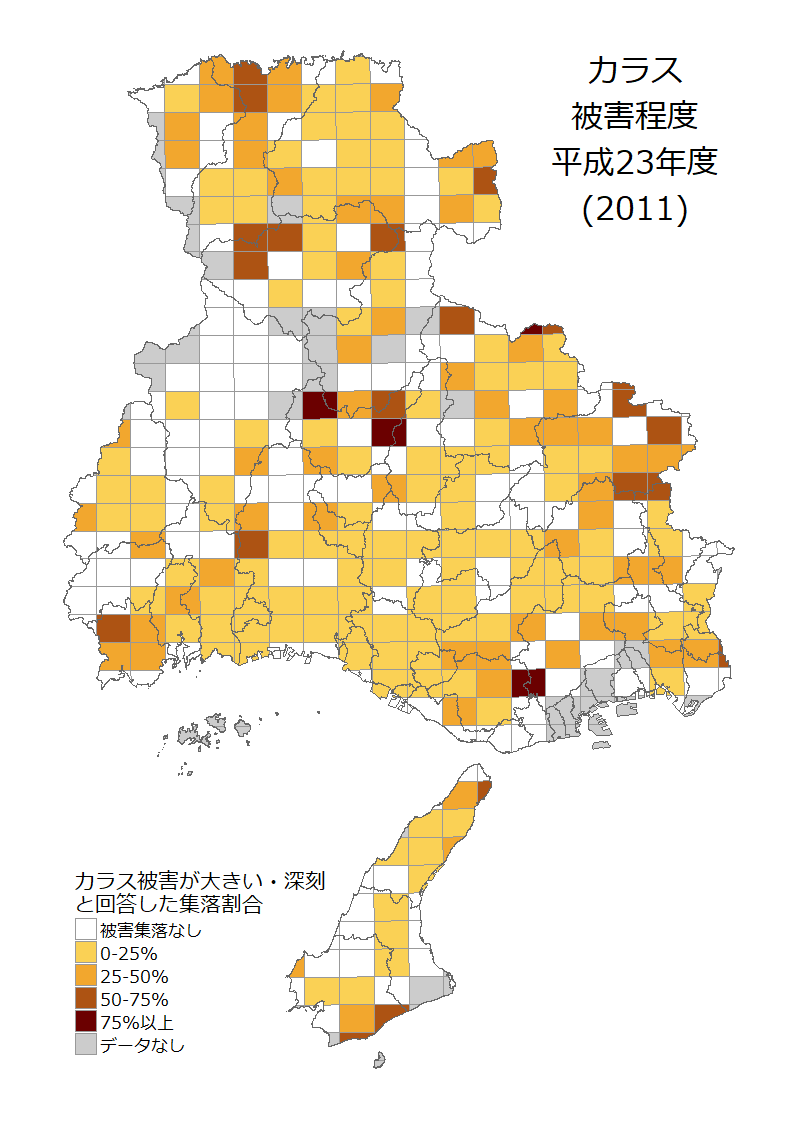 カラス
被害程度
平成23年度
(2011)
カラス被害が大きい・深刻
と回答した集落割合
被害集落なし
0-25%
25-50%
50-75%
75%以上
データなし